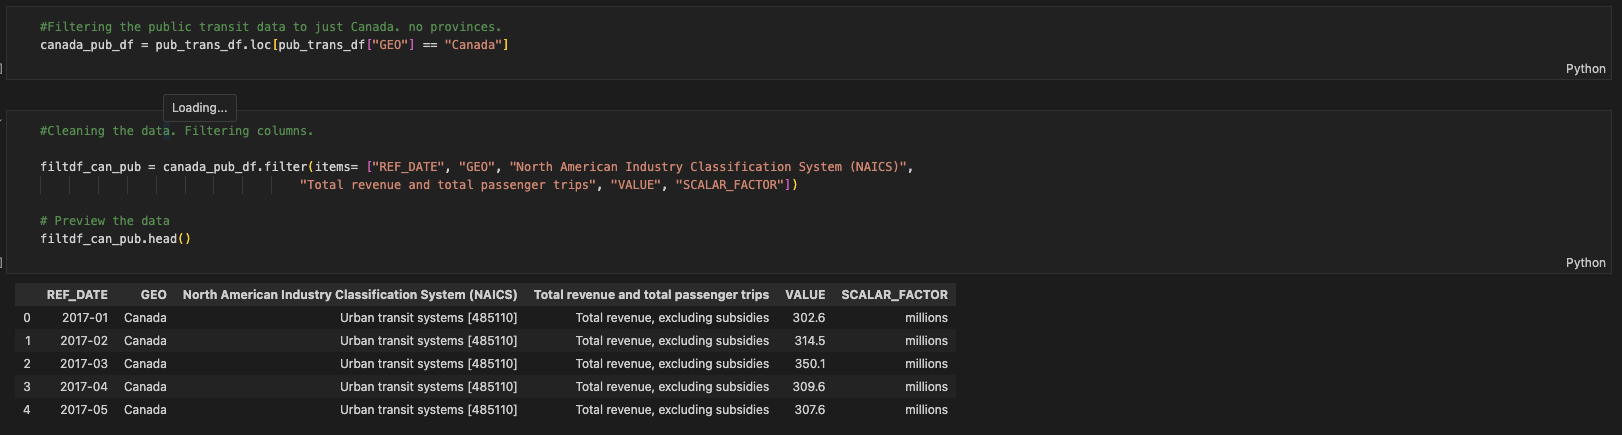 #Filtering the public transit data to just Canada. no provinces.
canada_pub_df = pub_trans_df.loc[pub_trans_df["GEO"] == "Canada"]
]
Python
Loading...
#Cleaning the data. Filtering columns.
filtdf_can_pub = canada_pub_df.filter(items= ["REF_DATE", "GEO", "North American Industry Classification System (NAICS)",
"Total revenue and total passenger trips", "VALUE", "SCALAR_FACTOR"])
# Preview the data
filtdf_can_pub.head()
]
Python
REF_DATE GEO North American Industry Classification System (NAICS) Total revenue and total passenger trips VALUE SCALAR_FACTOR
0 2017-01 Canada Urban transit systems [485110] Total revenue, excluding subsidies 302.6 millions
1 2017-02 Canada Urban transit systems [485110] Total revenue, excluding subsidies 314.5 millions
2 2017-03 Canada Urban transit systems [485110] Total revenue, excluding subsidies 350.1 millions
3 2017-04 Canada Urban transit systems [485110] Total revenue, excluding subsidies 309.6 millions
4 2017-05 Canada Urban transit systems [485110] Total revenue, excluding subsidies 307.6 millions